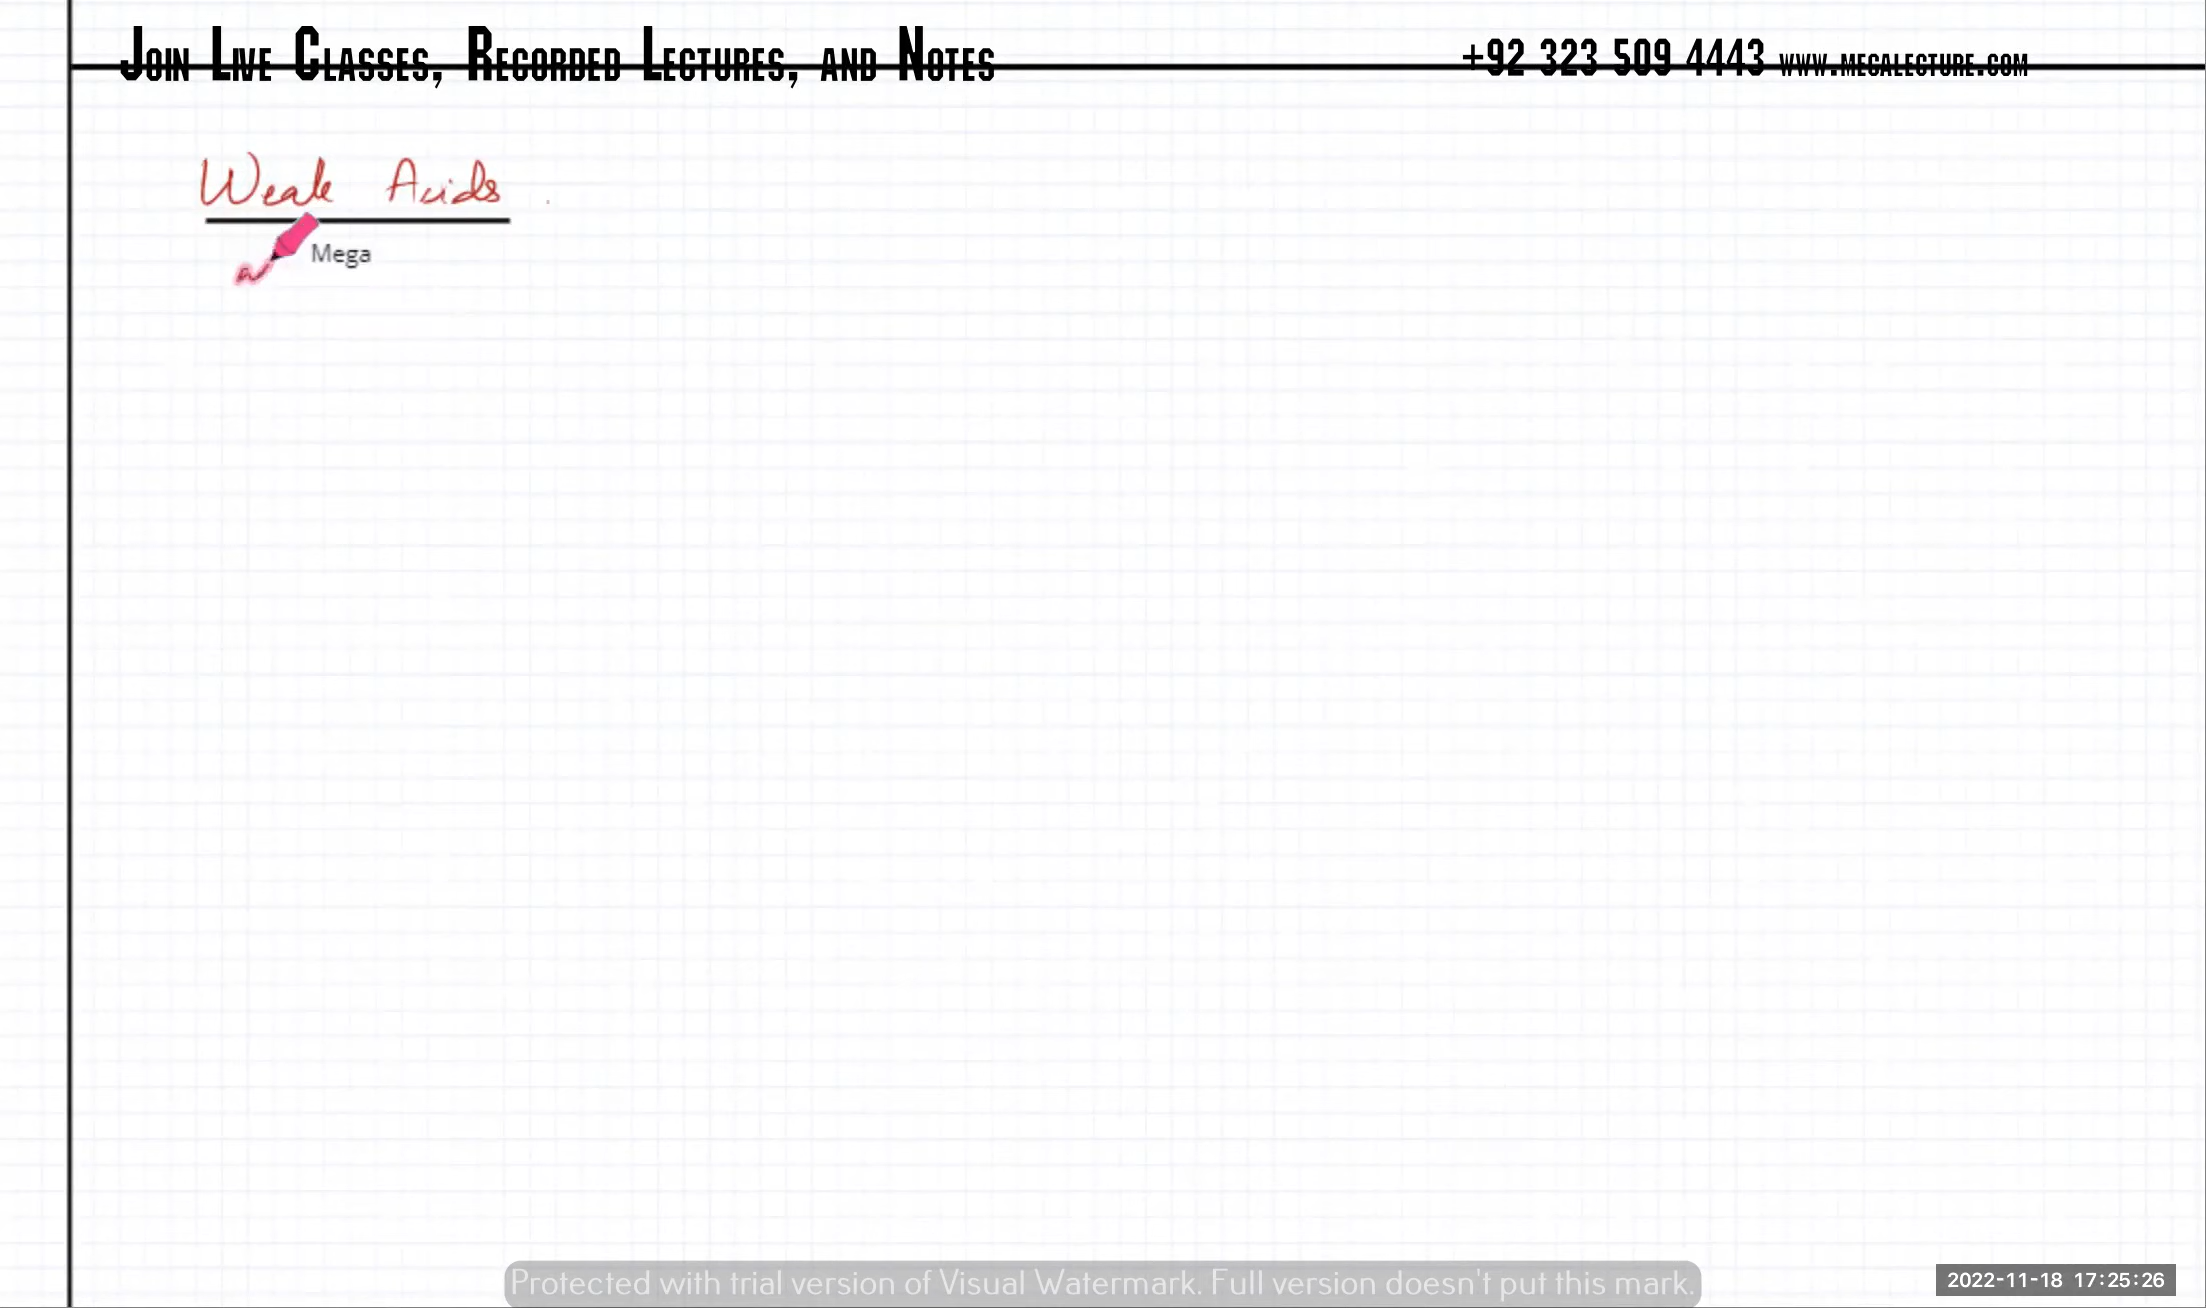 Join Live Classes, Recorded Lectures, and Notes
+92 323 509 4443 www.megalecture.com
Weak Acids
Mega
Protected with trial version of Visual Watermark. Full version doesn't put this mark.
2022-11-18 17:25:26